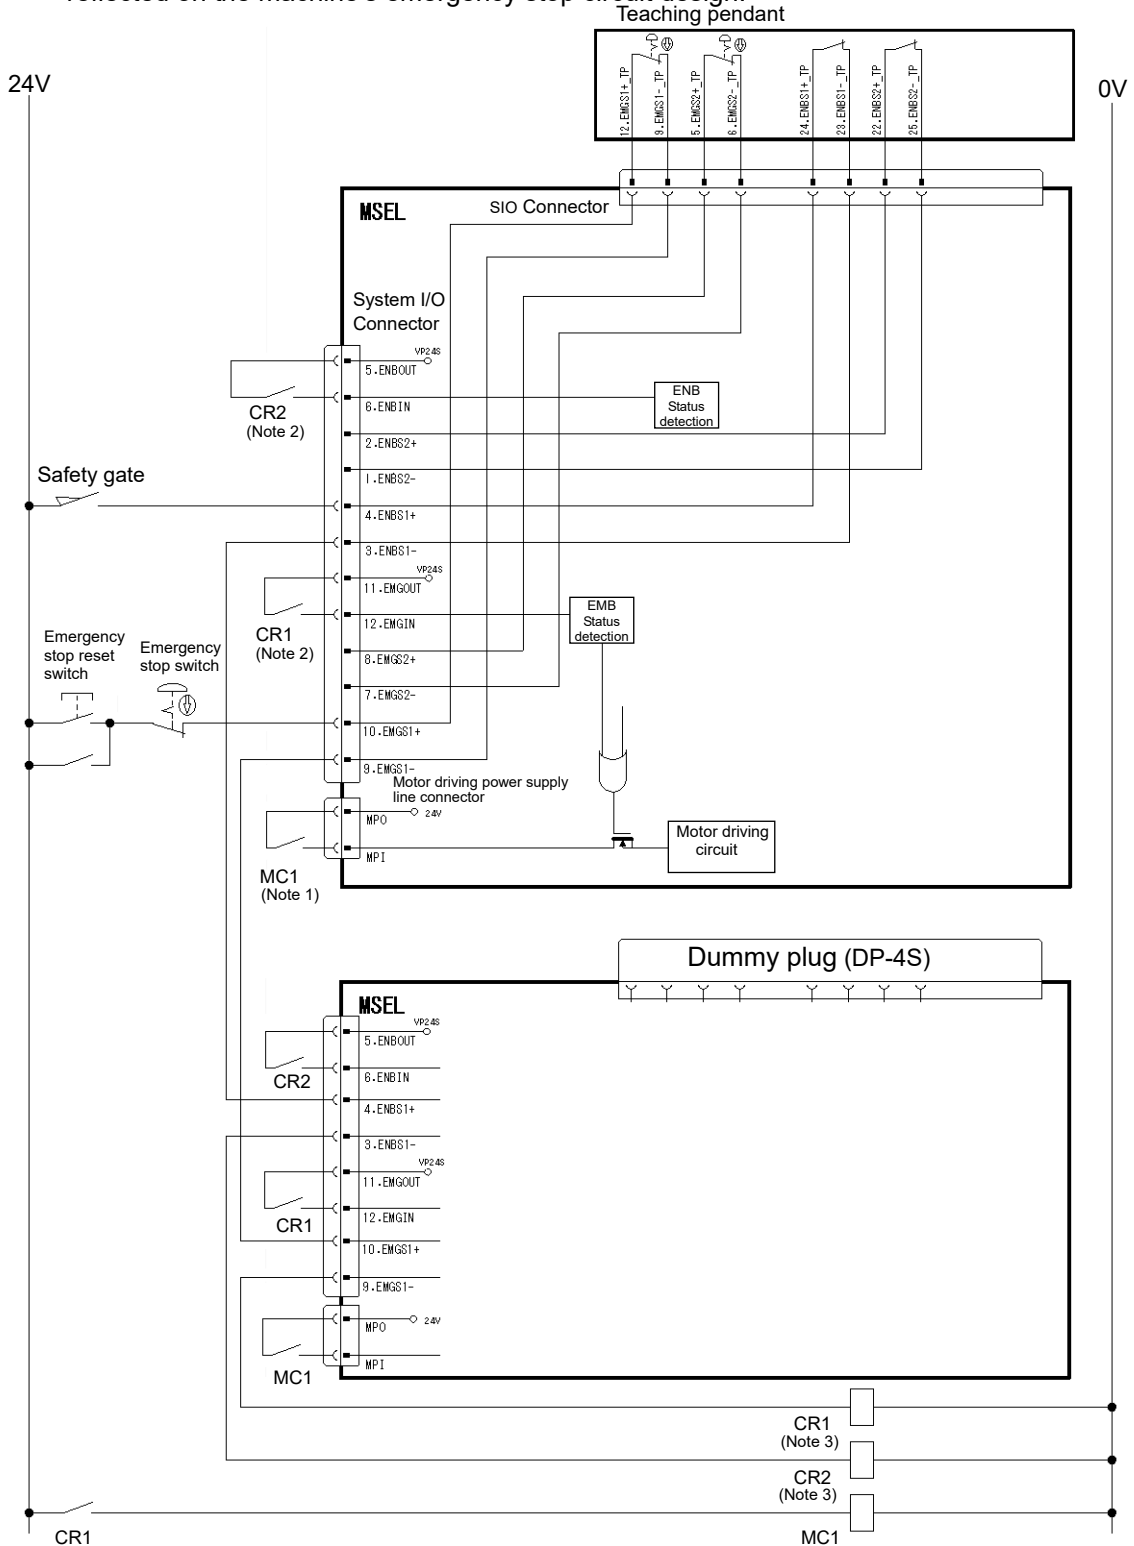 Teaching pendant
24V
0V
12.EMGS1+_TP
9.EMGS1-_TP
5.EMGS2+_TP
6.EMGS2-_TP
24.ENBS1+_TP
23.ENBS1-_TP
22.ENBS2+_TP
25.ENBS2-_TP
MSEL
SIO Connector
System I/O
Connector
VP24S
5.ENBOUT
6.ENBIN
CR2
(Note 2)
ENB
Status
detection
2.ENBS2+
1.ENBS2-
Safety gate
4.ENBS1+
3.ENBS1-
VP24S
11.EMGOUT
12.EMGIN
CR1
(Note 2)
EMB
Status
detection
8.EMGS2+
7.EMGS2-
Emergency
stop reset
switch
Emergency
stop switch
10.EMGS1+
9.EMGS1-
Motor driving power supply
line connector
24V
MPO
MPI
MC1
(Note 1)
Motor driving
circuit
Dummy plug (DP-4S)
MSEL
VP24S
5.ENBOUT
6.ENBIN
CR2
4.ENBS1+
3.ENBS1-
VP24S
11.EMGOUT
12.EMGIN
CR1
10.EMGS1+
9.EMGS1-
24V
MPO
MPI
MC1
CR1
(Note 3)
CR2
(Note 3)
CR1
MC1